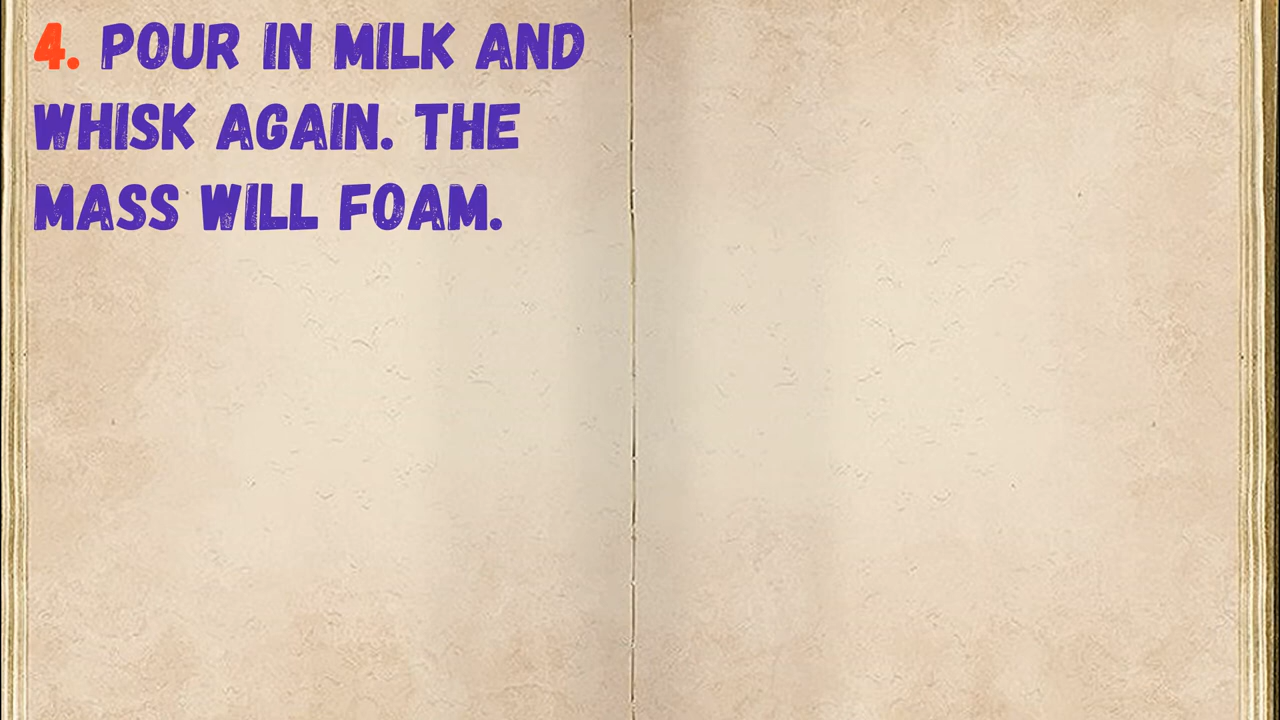 4. POUR IN MILK AND
WHISK AGAIN. THE
MASS WILL FOAM.